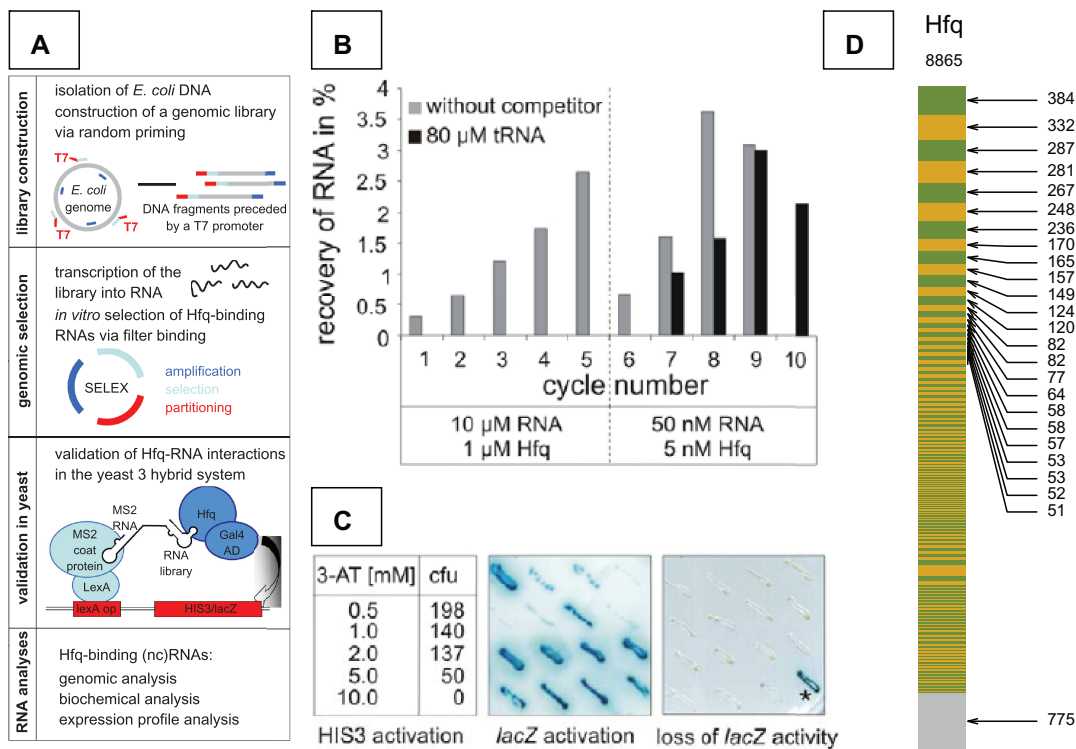 A
library construction
isolation of E. coli DNA
construction of a genomic library
via random priming
T7
E. coli
genome
T7
T7
DNA fragments preceded
by a T7 promoter
genomic selection
transcription of the
library into RNA
in vitro selection of Hfq-binding
RNAs via filter binding
SELEX
amplification
selection
partitioning
validation in yeast
validation of Hfq-RNA interactions
in the yeast 3 hybrid system
MS2
RNA
Hfq
MS2
coat
protein
RNA
library
Gal4
AD
LexA
lexA op
HIS3/lacZ
RNA analyses
Hfq-binding (nc)RNAs:
genomic analysis
biochemical analysis
expression profile analysis
B
recovery of RNA in %
4
3.5
3
2.5
2
1.5
1
0.5
0
without competitor
80 µM tRNA
1 2 3 4 5 6 7 8 9 10
cycle number
10 µM RNA
1 µM Hfq
50 nM RNA
5 nM Hfq
C
3-AT [mM] cfu
0.5 198
1.0 140
2.0 137
5.0 50
10.0 0
*
HIS3 activation
lacZ activation
loss of lacZ activity
D
Hfq
8865
384
332
287
281
267
248
236
170
165
157
149
124
120
82
82
77
64
58
58
57
53
53
52
51
775